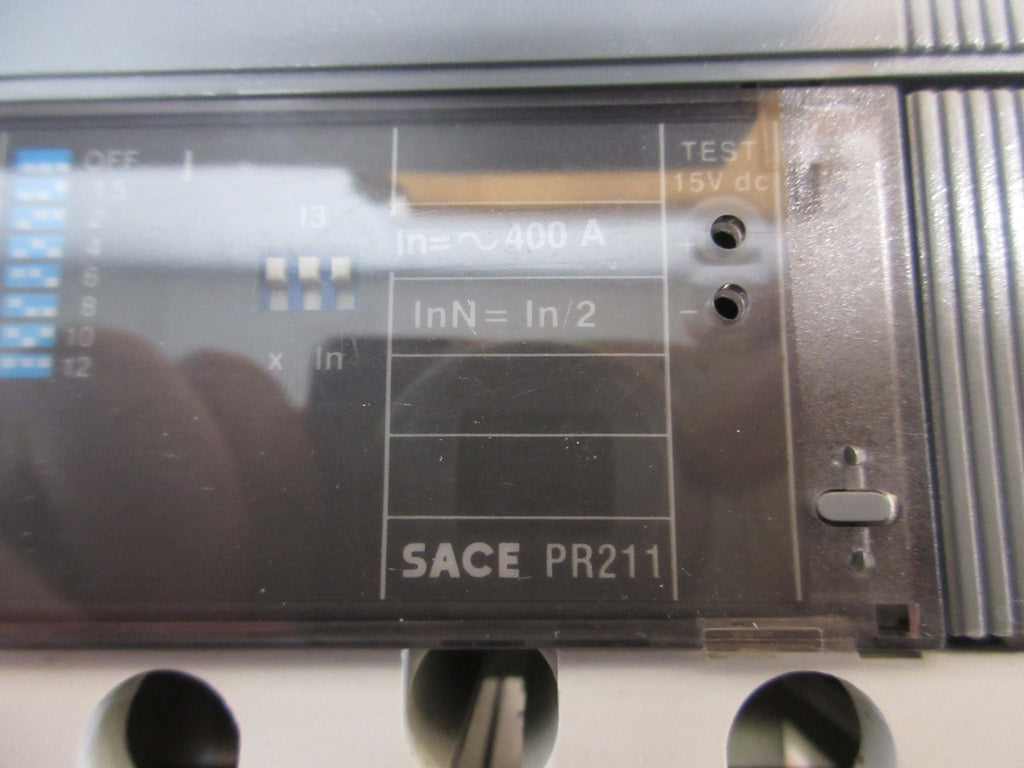 OFF
1.5
2
4
6
8
10
12
I3
x In
In= ~ 400 A
InN = In/2
SACE PR211
TEST
15V dc
+
−